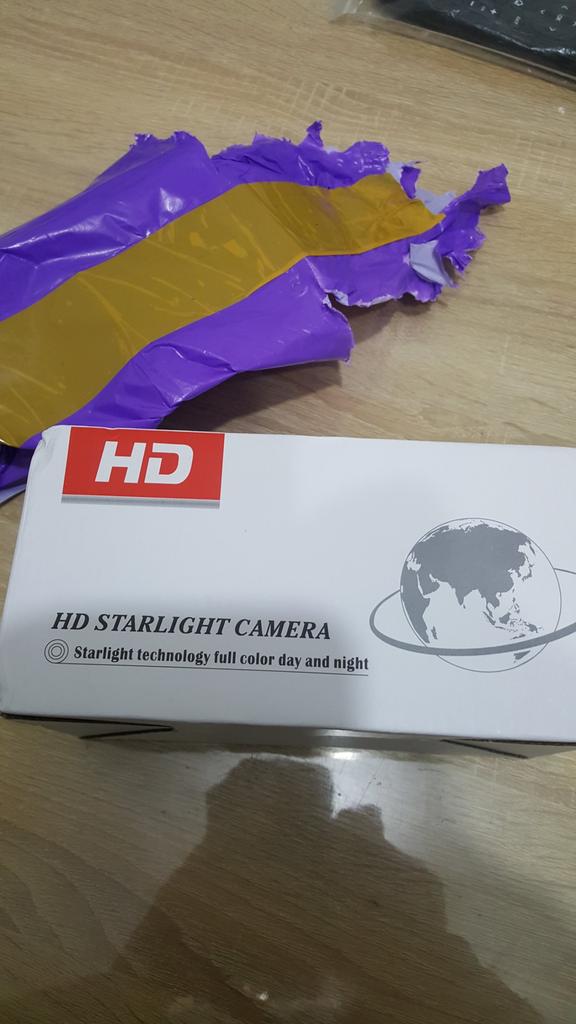 HD
HD STARLIGHT CAMERA
Starlight technology full color day and night